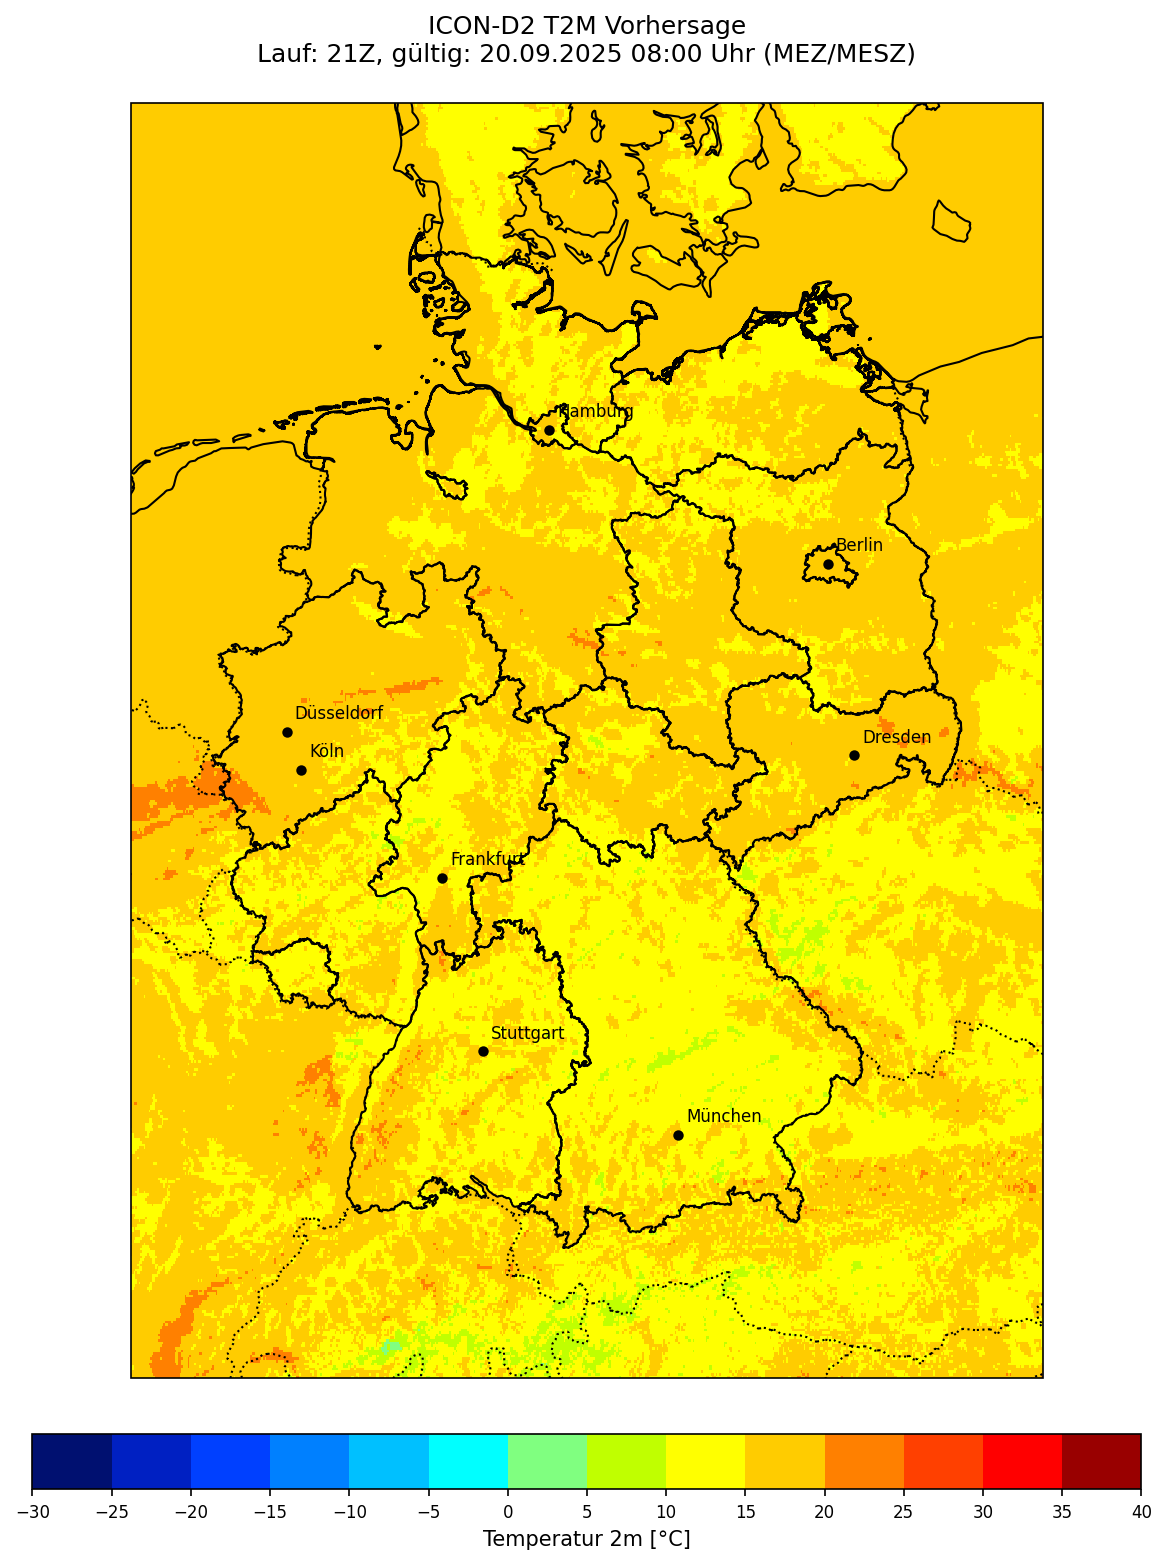 ICON-D2 T2M Vorhersage
Lauf: 21Z, gültig: 20.09.2025 08:00 Uhr (MEZ/MESZ)
Hamburg
Berlin
Düsseldorf
Dresden
Köln
Frankfurt
Stuttgart
München
−30 −25 −20 −15 −10 −5 0 5 10 15 20 25 30 35 40
Temperatur 2m [°C]